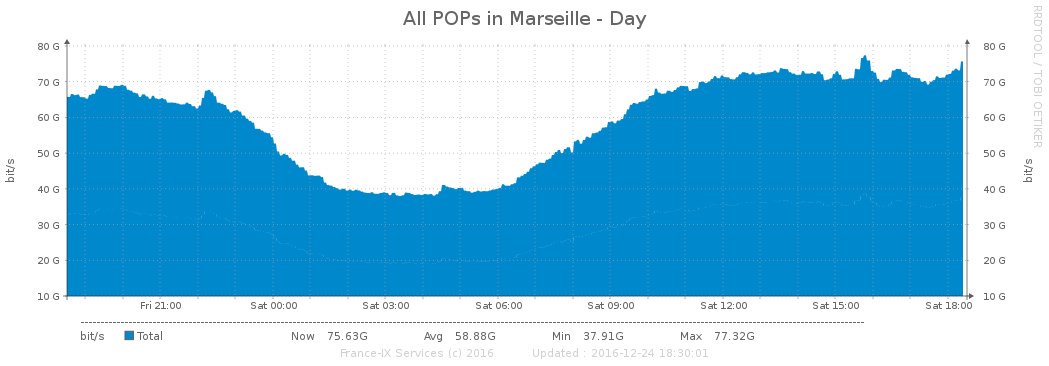 All POPs in Marseille - Day
RRDTOOL / TOBI OETIKER
80 G 80 G
70 G 70 G
60 G 60 G
50 G 50 G
40 G 40 G
30 G 30 G
20 G 20 G
10 G 10 G
bit/s
bit/s
Fri 21:00 Sat 00:00 Sat 03:00 Sat 06:00 Sat 09:00 Sat 12:00 Sat 15:00 Sat 18:00
bit/s Total Now 75.63G Avg 58.88G Min 37.91G Max 77.32G
France-IX Services (c) 2016 Updated : 2016-12-24 18:30:01